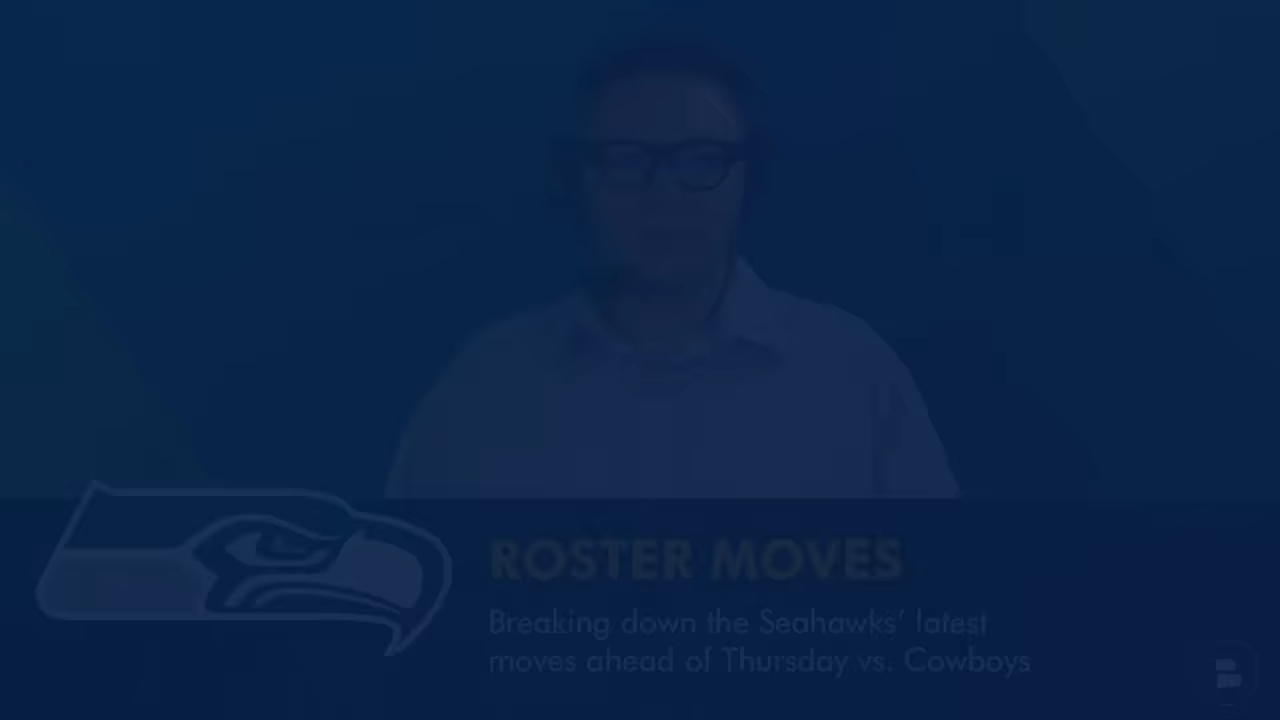 ROSTER MOVES
Breaking down the Seahawks’ latest
moves ahead of Thursday vs. Cowboys
B